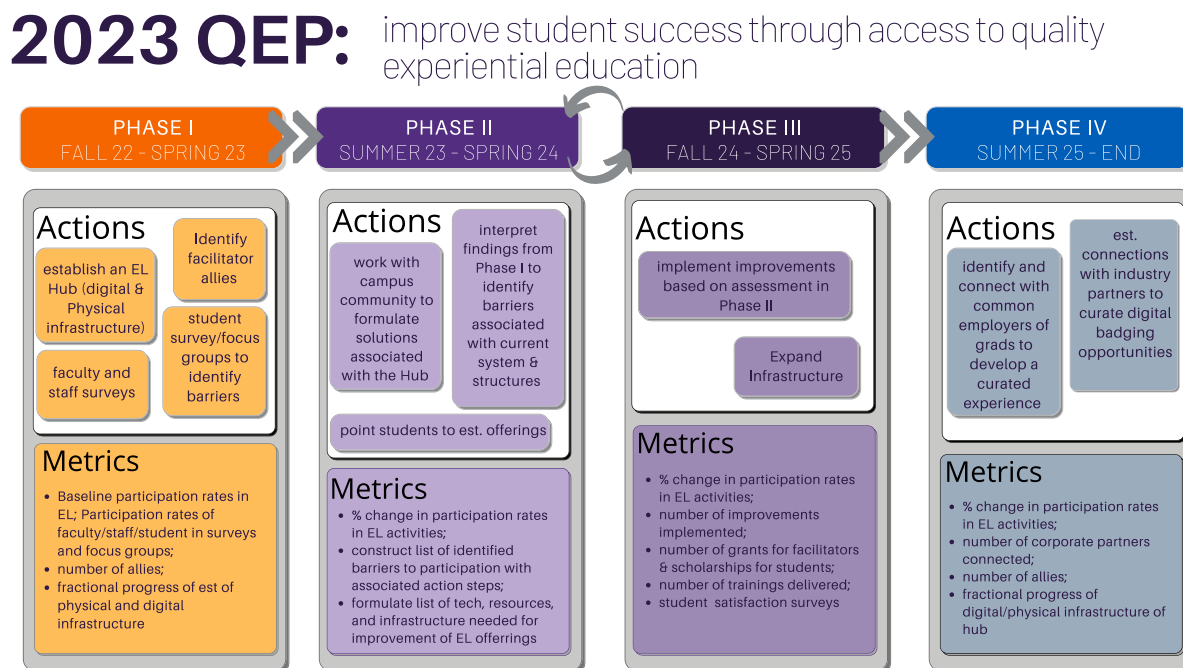 2023 QEP:
improve student success through access to quality
experiential education
PHASE I
FALL 22 - SPRING 23
PHASE II
SUMMER 23 - SPRING 24
PHASE III
FALL 24 - SPRING 25
PHASE IV
SUMMER 25 - END
Actions
establish an EL
Hub (digital &
Physical
infrastructure)
Identify
facilitator
allies
faculty and
staff surveys
student
survey/focus
groups to
identify
barriers
Metrics
• Baseline participation rates in
EL; Participation rates of
faculty/staff/student in surveys
and focus groups;
• number of allies;
• fractional progress of est of
physical and digital
infrastructure
Actions
work with
campus
community to
formulate
solutions
associated
with the Hub
interpret
findings from
Phase I to
identify
barriers
associated
with current
system &
structures
point students to est. offerings
Metrics
• % change in participation rates
in EL activities;
• construct list of identified
barriers to participation with
associated action steps;
• formulate list of tech, resources,
and infrastructure needed for
improvement of EL offerrings
Actions
implement improvements
based on assessment in
Phase II
Expand
Infrastructure
Metrics
• % change in participation rates
in EL activities;
• number of improvements
implemented;
• number of grants for facilitators
& scholarships for students;
• number of trainings delivered;
• student satisfaction surveys
Actions
identify and
connect with
common
employers of
grads to
develop a
curated
experience
est.
connections
with industry
partners to
curate digital
badging
opportunities
Metrics
• % change in participation rates
in EL activities;
• number of corporate partners
connected;
• number of allies;
• fractional progress of
digital/physical infrastructure of
hub